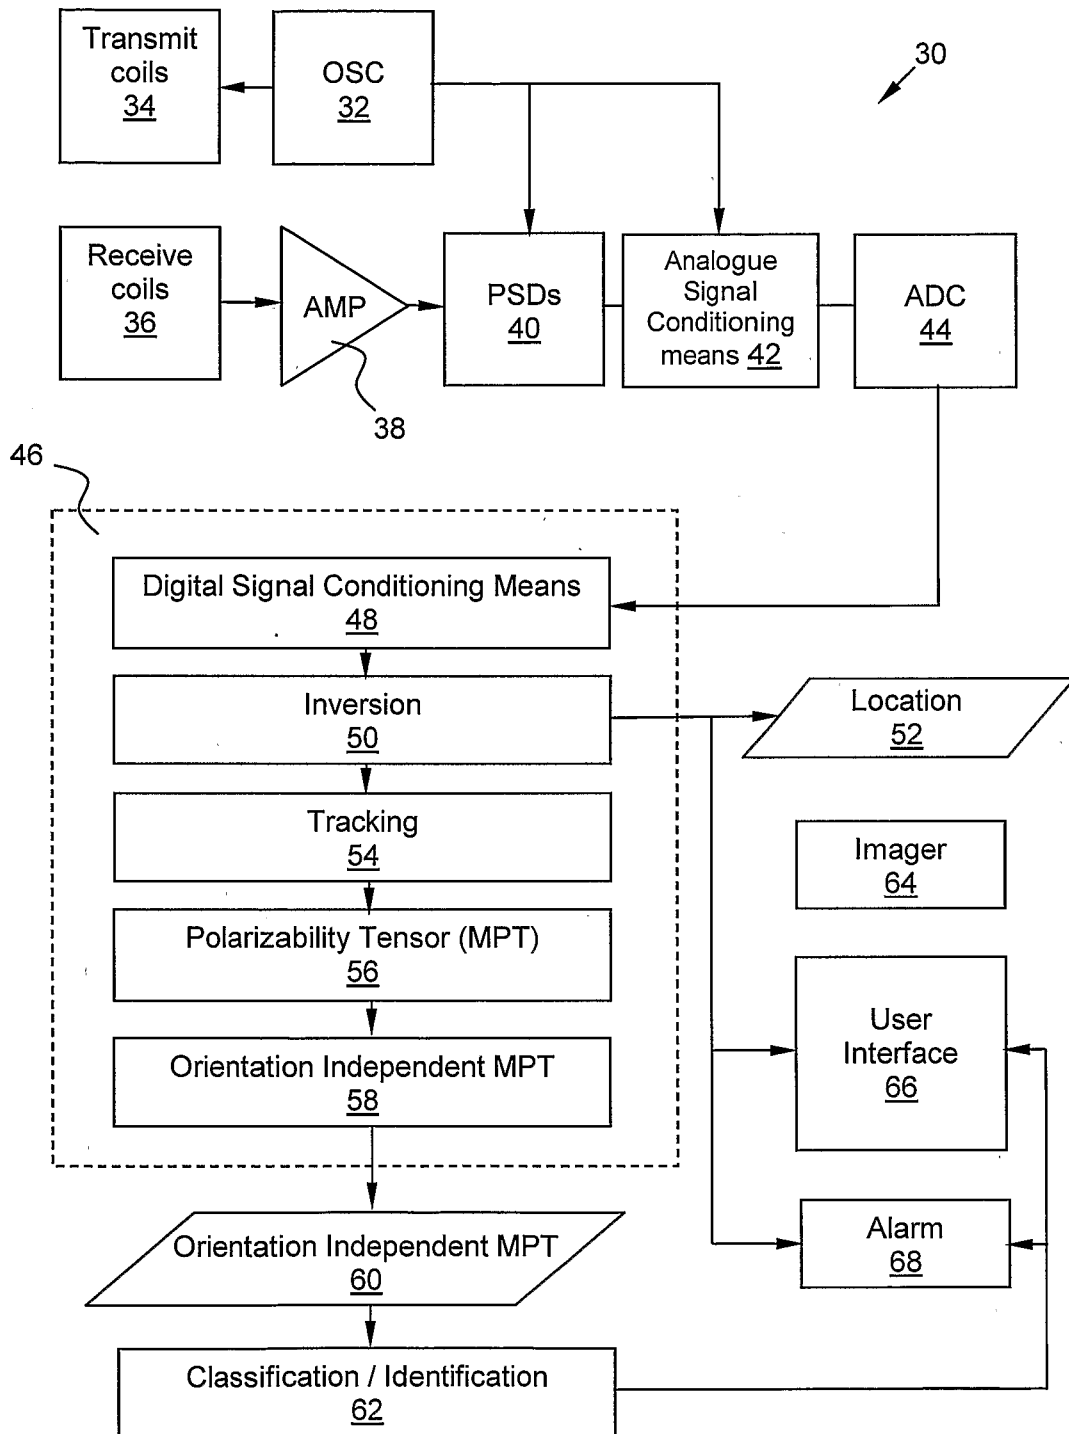 Transmit
coils
34
OSC
32
30
Receive
coils
36
AMP
38
PSDs
40
Analogue
Signal
Conditioning
means 42
ADC
44
46
Digital Signal Conditioning Means
48
Inversion
50
Location
52
Tracking
54
Imager
64
Polarizability Tensor (MPT)
56
User
Interface
66
Orientation Independent MPT
58
Alarm
68
Orientation Independent MPT
60
Classification / Identification
62